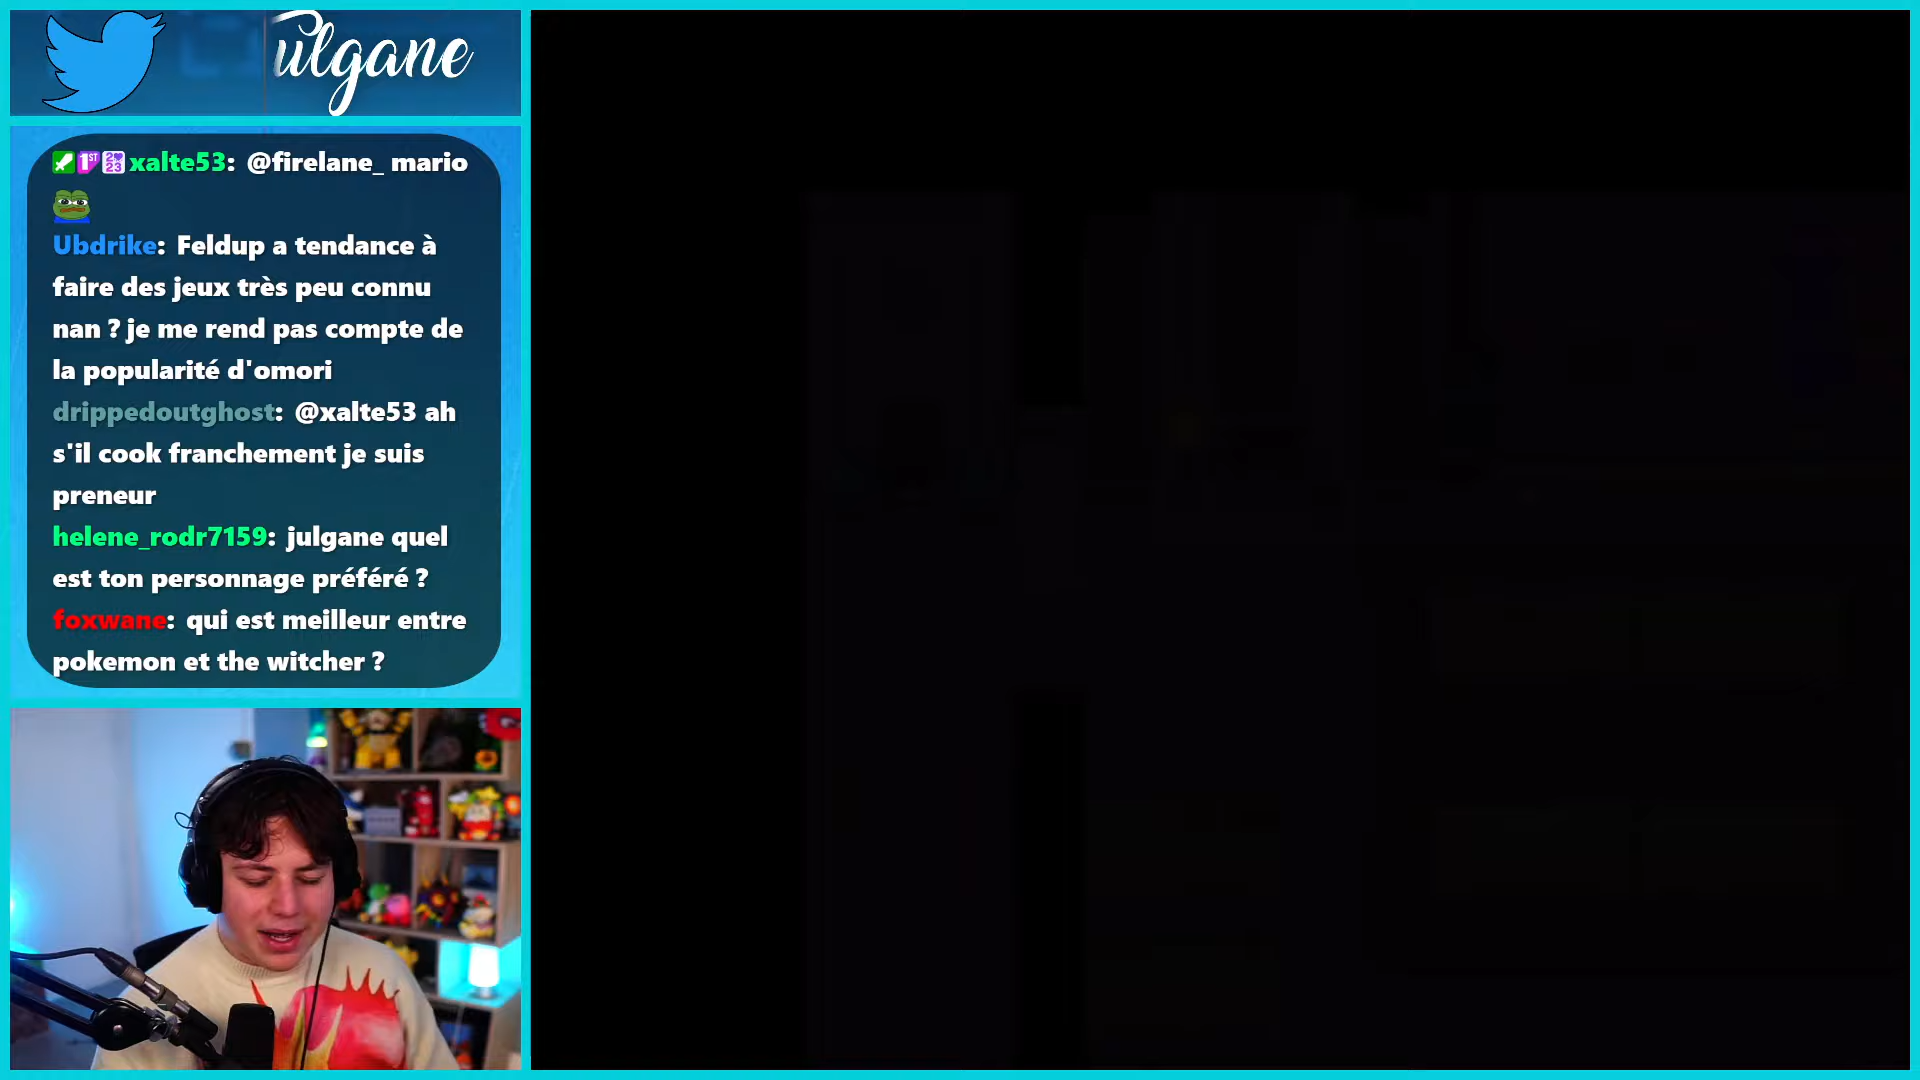 ulgane
1ST 2023 xalte53: @firelane_ mario
Ubdrike: Feldup a tendance à
faire des jeux très peu connu
nan ? je me rend pas compte de
la popularité d'omori
drippedoutghost: @xalte53 ah
s'il cook franchement je suis
preneur
helene_rodr7159: julgane quel
est ton personnage préféré ?
foxwane: qui est meilleur entre
pokemon et the witcher ?